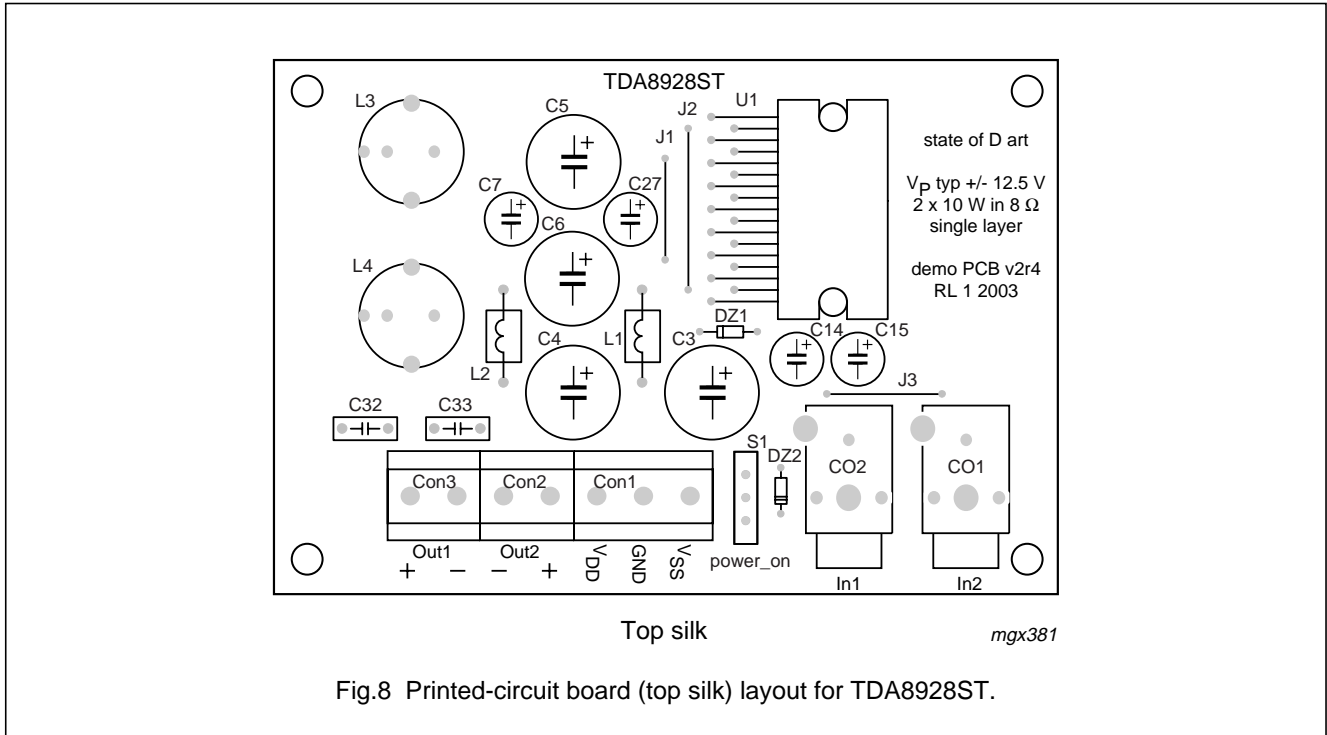 TDA8928ST
L3
C5
J2
U1
J1
state of D art
C7
C27
VP typ +/- 12.5 V
2 x 10 W in 8 Ω
single layer
C6
L4
demo PCB v2r4
RL 1 2003
DZ1
C4
L1
C3
C14
C15
L2
J3
C32
C33
S1
DZ2
CO2
CO1
Con3
Con2
Con1
Out1
Out2
+
−
−
+
VDD
GND
VSS
power_on
In1
In2
+
+
+
+
+
+
+
+
Top silk
mgx381
Fig.8 Printed-circuit board (top silk) layout for TDA8928ST.